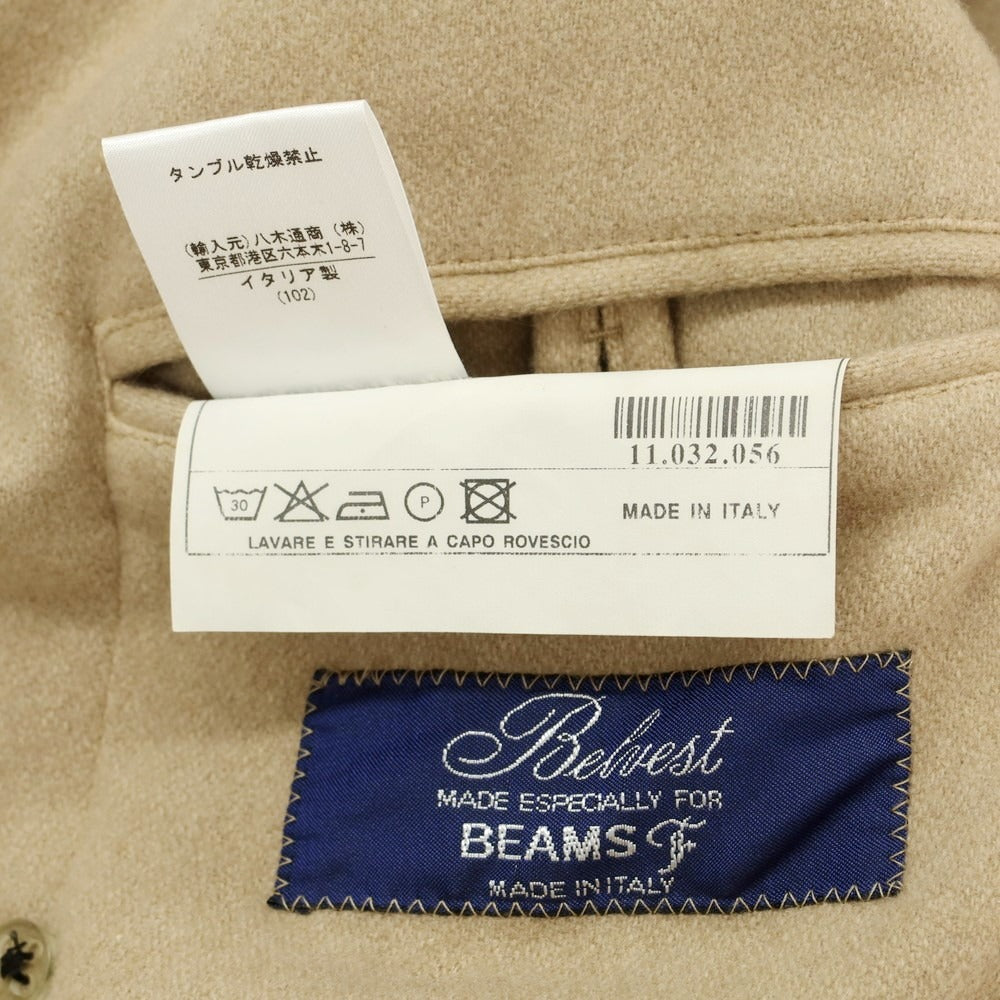 タンブル乾燥禁止
(輸入元)八木通商(株)
東京都港区六本木1-8-7
イタリア製
(102)
11.032.056
30
P
MADE IN ITALY
LAVARE E STIRARE A CAPO ROVESCIO
Belvest
MADE ESPECIALLY FOR
BEAMS F
MADE IN ITALY